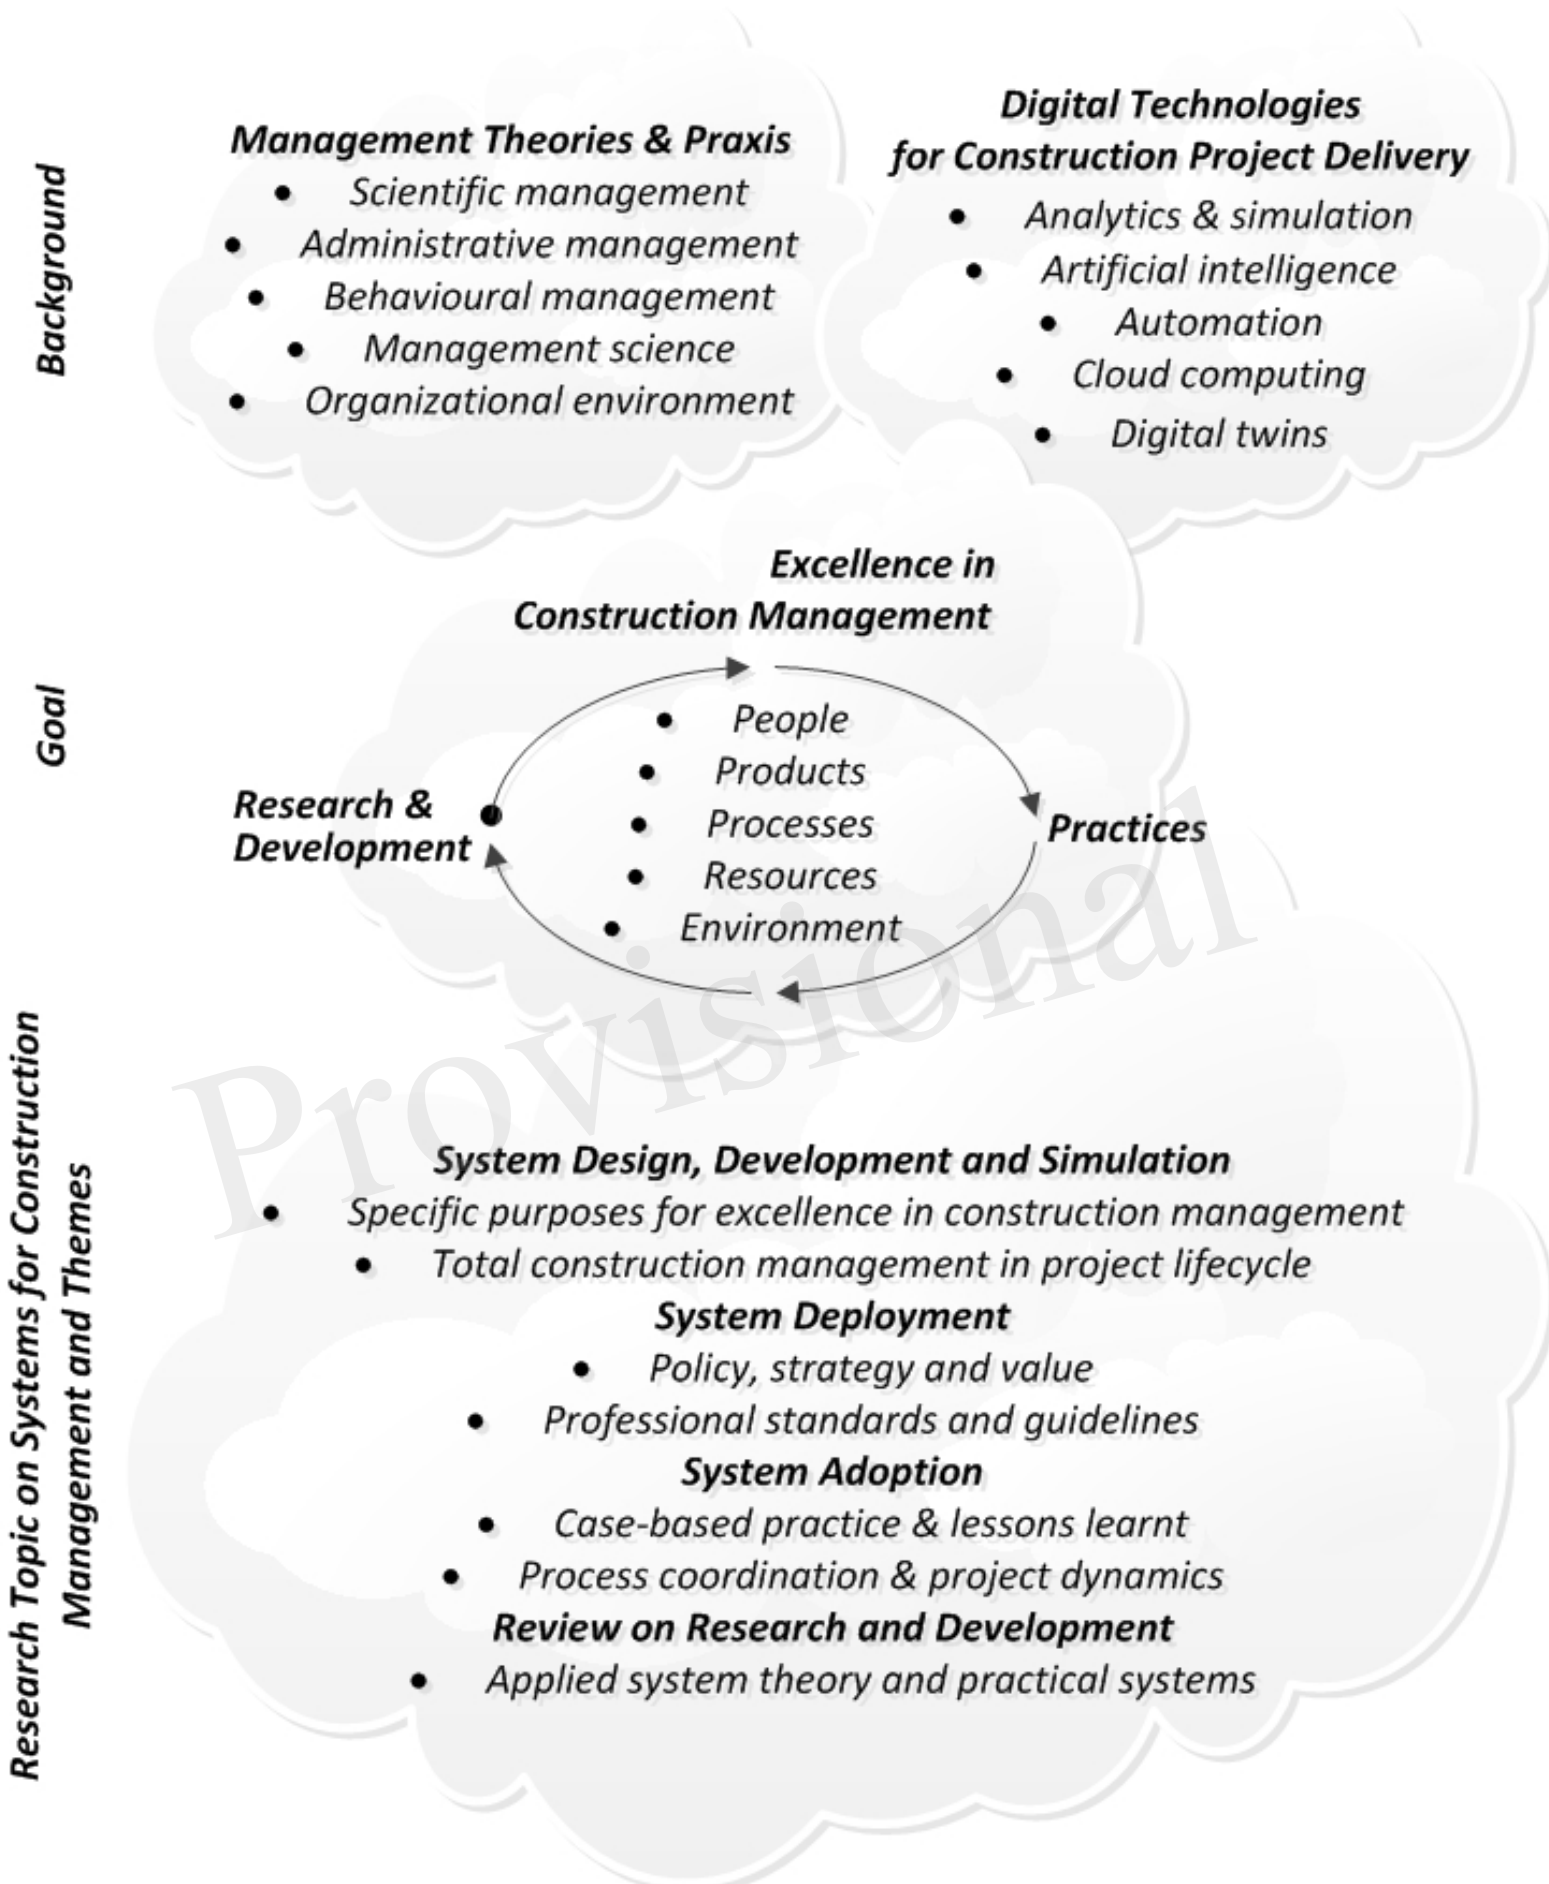 Background
Management Theories & Praxis
• Scientific management
• Administrative management
• Behavioural management
• Management science
• Organizational environment
Digital Technologies
for Construction Project Delivery
• Analytics & simulation
• Artificial intelligence
• Automation
• Cloud computing
• Digital twins
Goal
Excellence in
Construction Management
• People
• Products
• Processes
• Resources
• Environment
Research &
Development
Practices
Provisional
Research Topic on Systems for Construction
Management and Themes
System Design, Development and Simulation
• Specific purposes for excellence in construction management
• Total construction management in project lifecycle
System Deployment
• Policy, strategy and value
• Professional standards and guidelines
System Adoption
• Case-based practice & lessons learnt
• Process coordination & project dynamics
Review on Research and Development
• Applied system theory and practical systems